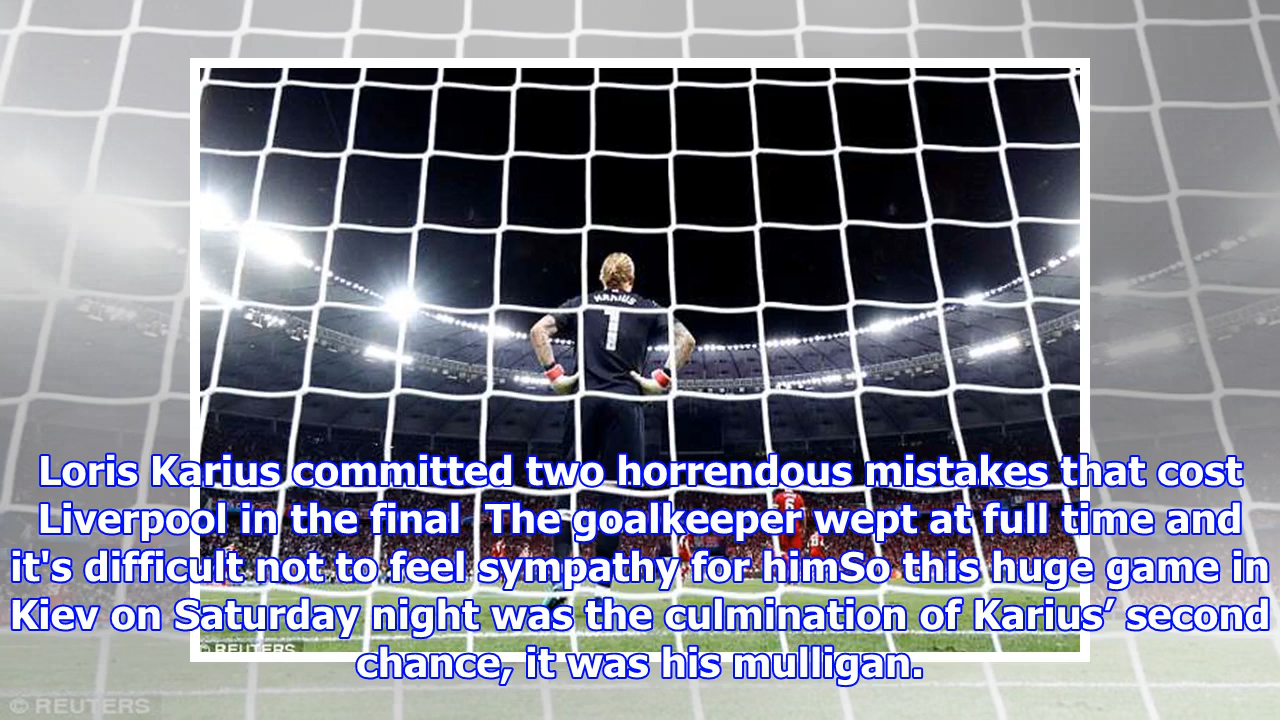 KARIUS
1
Loris Karius committed two horrendous mistakes that cost
Liverpool in the final  The goalkeeper wept at full time and
it's difficult not to feel sympathy for himSo this huge game in
Kiev on Saturday night was the culmination of Karius’ second
© REUTERS
chance, it was his mulligan.
© REUTERS